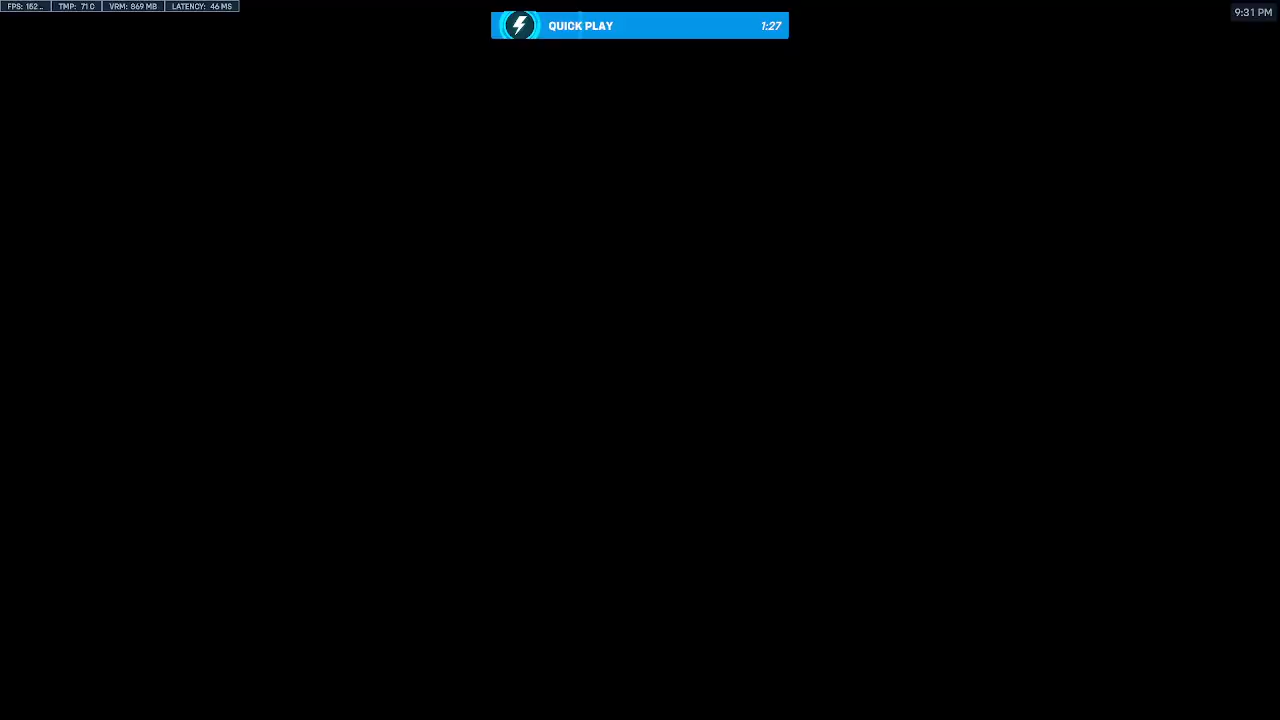 FPS: 152 .. TMP: 71 C VRM: 869 MB LATENCY: 46 MS
QUICK PLAY 1:27
9:31 PM